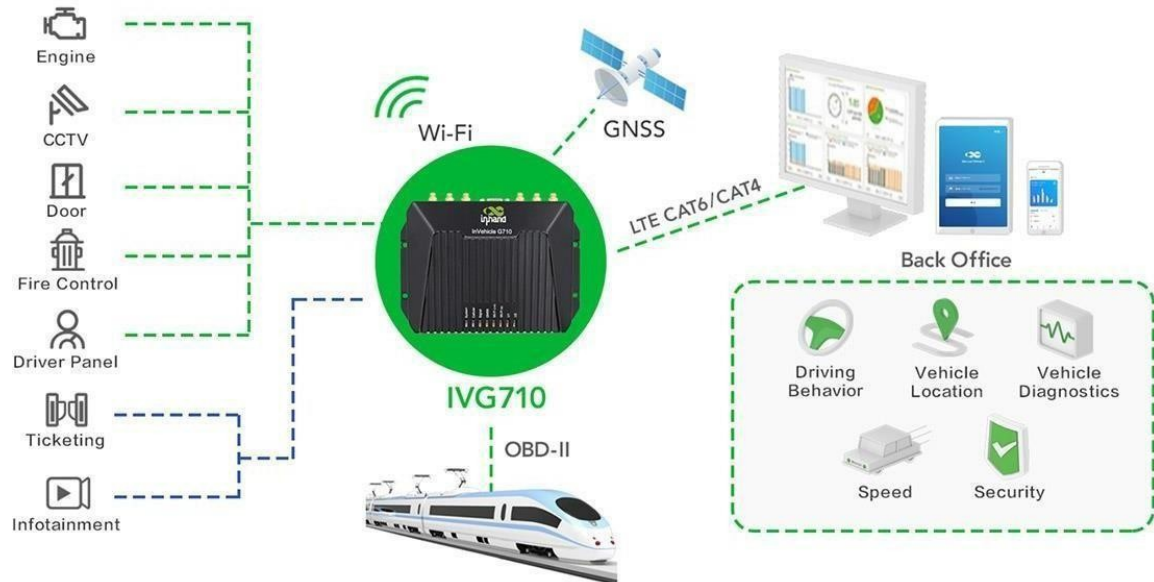 Engine
CCTV
Door
Fire Control
Driver Panel
Ticketing
Infotainment
Wi-Fi
GNSS
inhand
InVehicle G710
IVG710
OBD-II
LTE CAT6/CAT4
Back Office
Driving
Behavior
Vehicle
Location
Vehicle
Diagnostics
Speed
Security